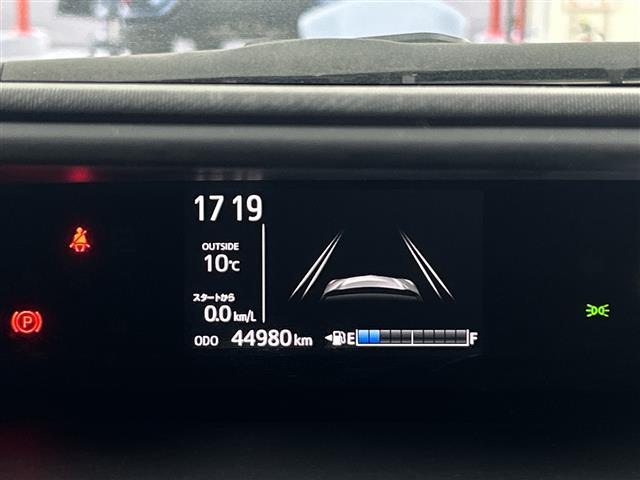 17 19
OUTSIDE
10℃
スタートから
0.0 km/L
ODO 44980 km
E F
P